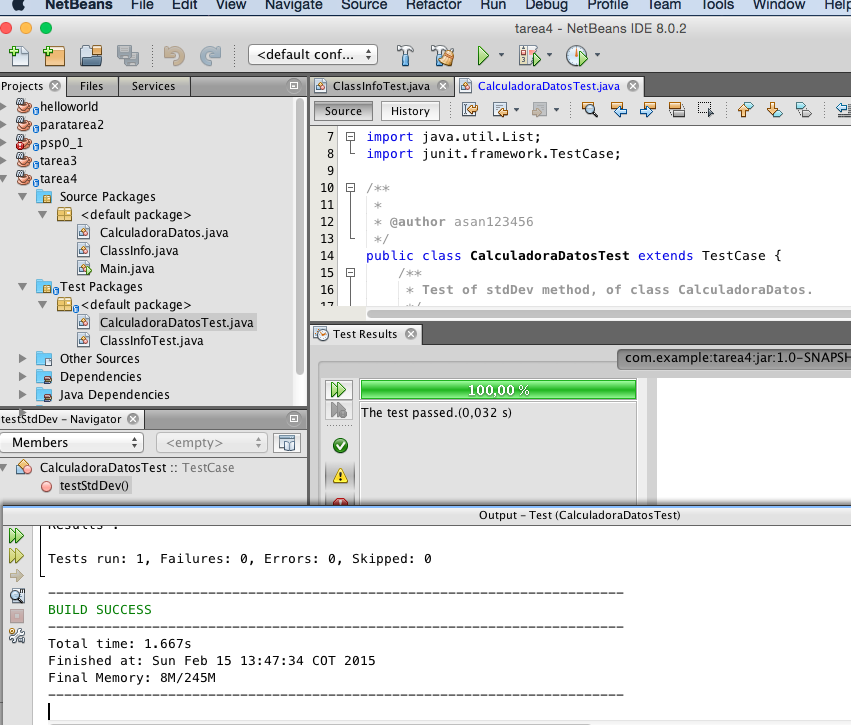 NetBeans File Edit View Navigate Source Refactor Run Debug Profile Team Tools Window Help
tarea4 - NetBeans IDE 8.0.2
<default conf...
Projects Files Services
helloworld
paratarea2
psp0_1
tarea3
tarea4
Source Packages
<default package>
CalculadoraDatos.java
ClassInfo.java
Main.java
Test Packages
<default package>
CalculadoraDatosTest.java
ClassInfoTest.java
Other Sources
Dependencies
Java Dependencies
testStdDev - Navigator
Members <empty>
CalculadoraDatosTest :: TestCase
testStdDev()
ClassInfoTest.java CalculadoraDatosTest.java
Source History
7 import java.util.List;
8 import junit.framework.TestCase;
9
10 /**
11 *
12 * @author asan123456
13 */
14 public class CalculadoraDatosTest extends TestCase {
15 /**
16 * Test of stdDev method, of class CalculadoraDatos.
17 */
Test Results
com.example:tarea4:jar:1.0-SNAPSH
100,00 %
The test passed.(0,032 s)
Output - Test (CalculadoraDatosTest)
Results :
Tests run: 1, Failures: 0, Errors: 0, Skipped: 0
------------------------------------------------------------------------
BUILD SUCCESS
------------------------------------------------------------------------
Total time: 1.667s
Finished at: Sun Feb 15 13:47:34 COT 2015
Final Memory: 8M/245M
------------------------------------------------------------------------